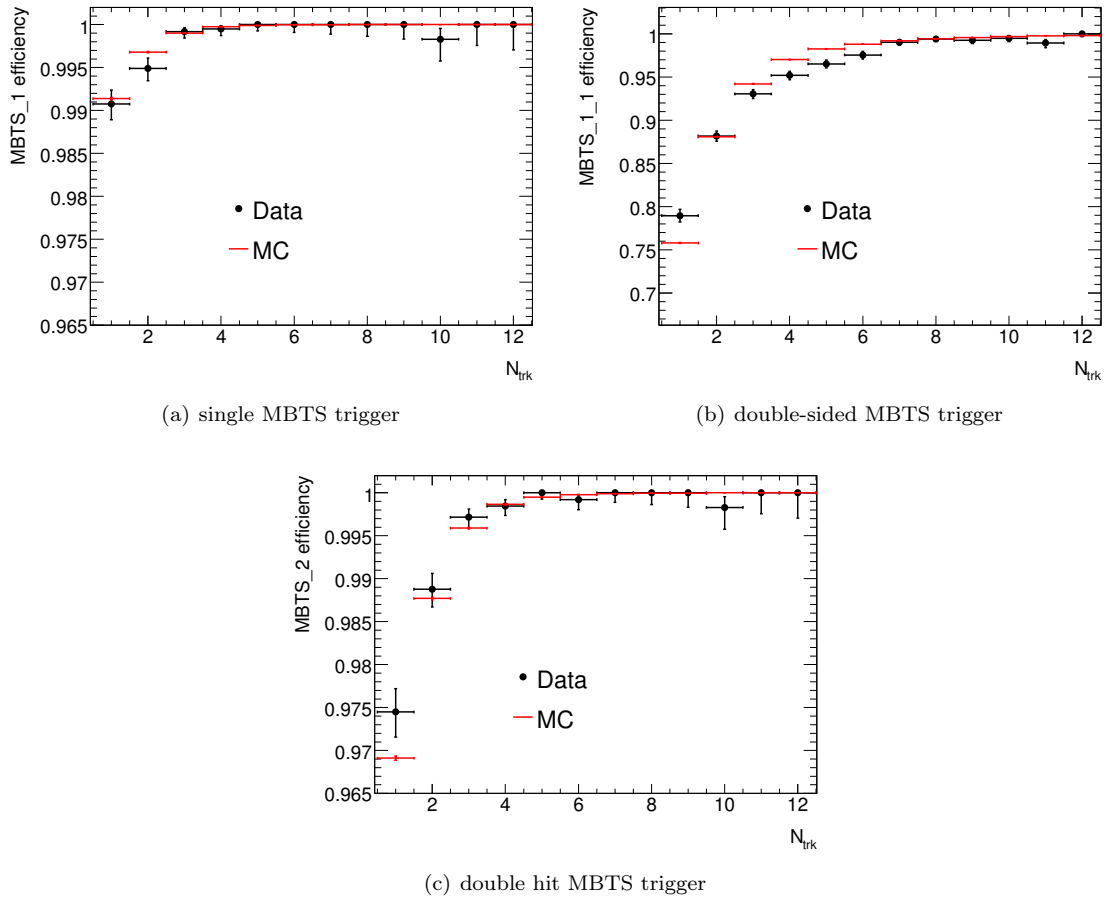 MBTS_1 efficiency
1
0.995
0.99
0.985
0.98
0.975
0.97
0.965
Data
MC
2 4 6 8 10 12
N_trk
(a) single MBTS trigger
MBTS_1_1 efficiency
1
0.95
0.9
0.85
0.8
0.75
0.7
Data
MC
2 4 6 8 10 12
N_trk
(b) double-sided MBTS trigger
MBTS_2 efficiency
1
0.995
0.99
0.985
0.98
0.975
0.97
0.965
Data
MC
2 4 6 8 10 12
N_trk
(c) double hit MBTS trigger